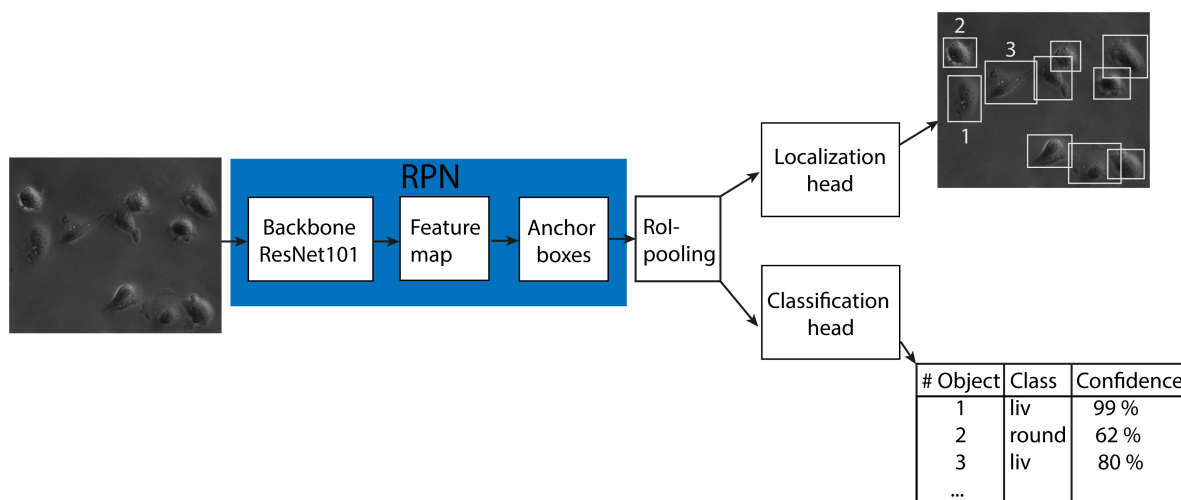 RPN
Backbone
ResNet101
Feature
map
Anchor
boxes
RoI-
pooling
Localization
head
2
3
1
Classification
head
# Object Class Confidence
1 liv 99 %
2 round 62 %
3 liv 80 %
...